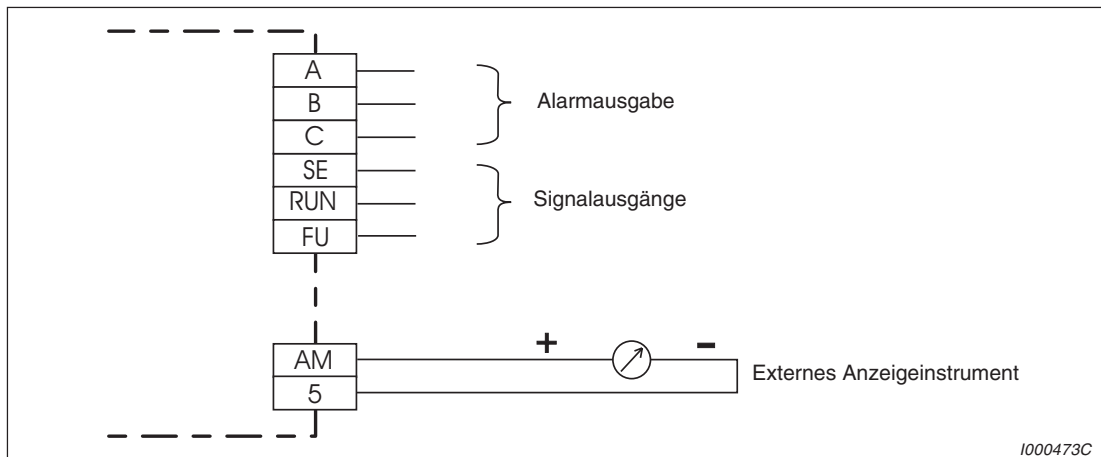 A
B
C
Alarmausgabe
SE
RUN
FU
Signalausgänge
AM
5
+
-
Externes Anzeigeinstrument
I000473C